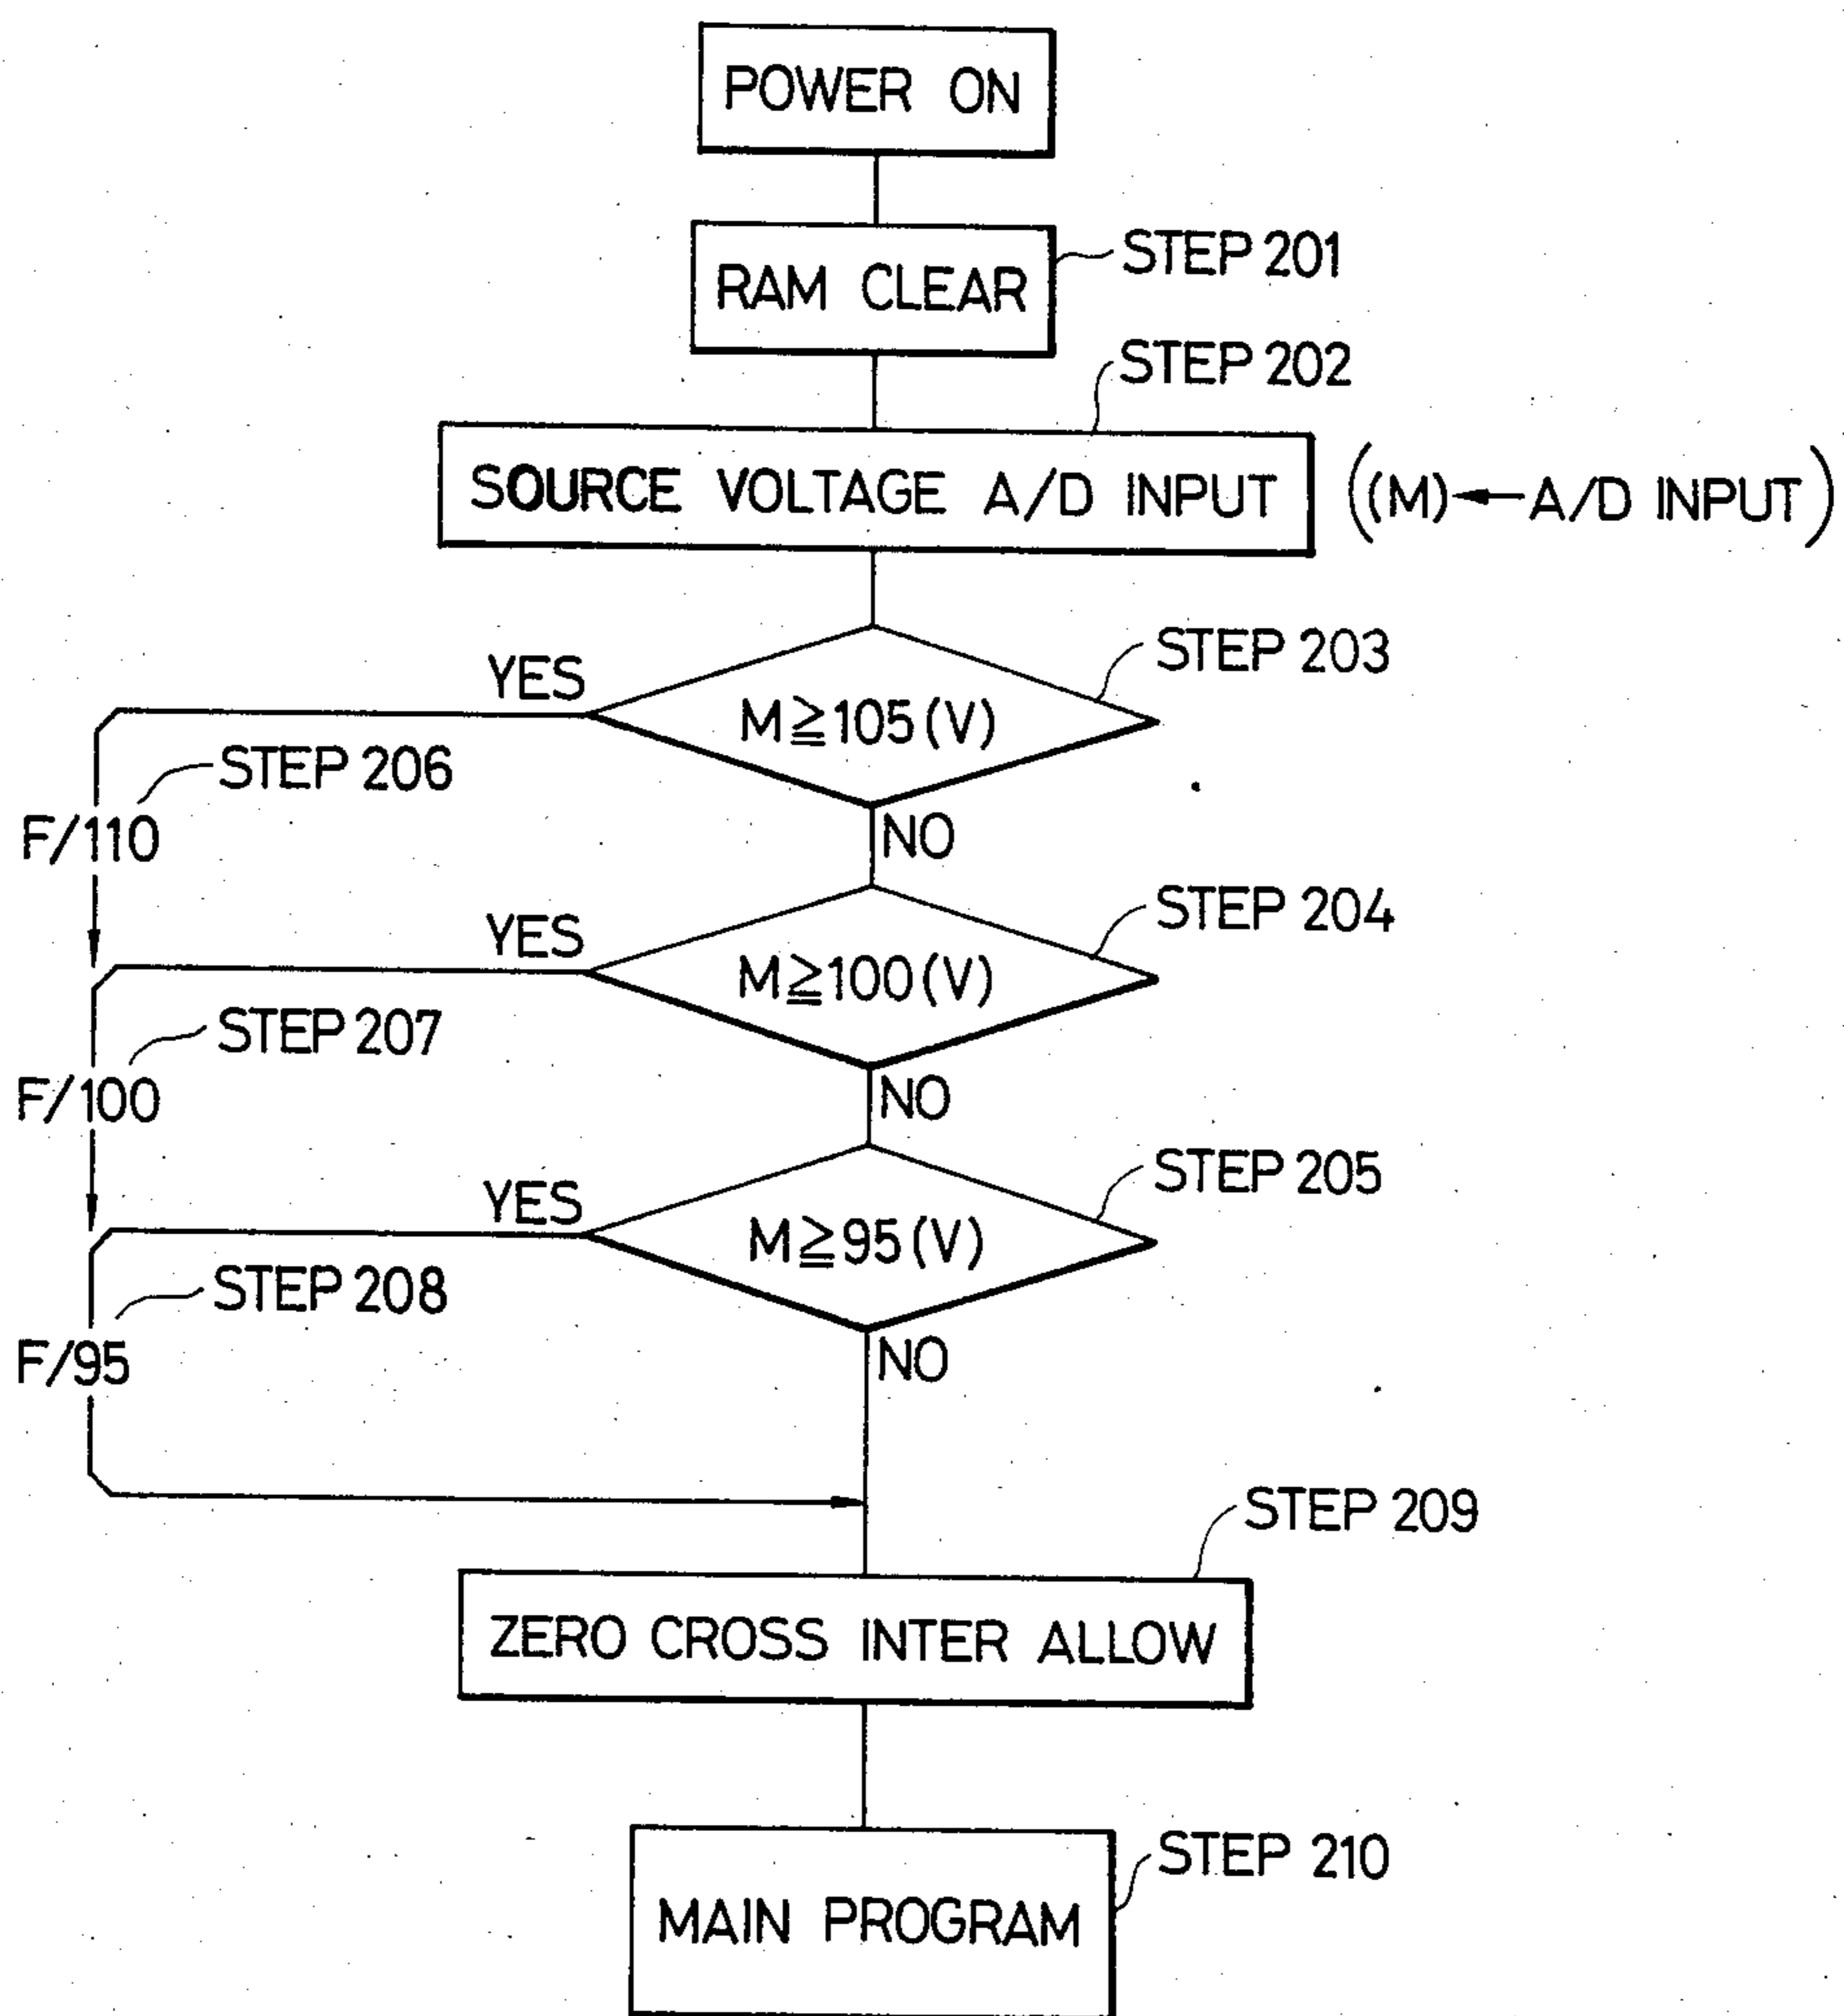 POWER ON
RAM CLEAR
STEP 201
STEP 202
SOURCE VOLTAGE A/D INPUT
((M) ← A/D INPUT)
STEP 203
YES
M≧105(V)
STEP 206
F/110
NO
STEP 204
YES
M≧100(V)
STEP 207
F/100
NO
STEP 205
YES
M≧95(V)
STEP 208
F/95
NO
STEP 209
ZERO CROSS INTER ALLOW
STEP 210
MAIN PROGRAM